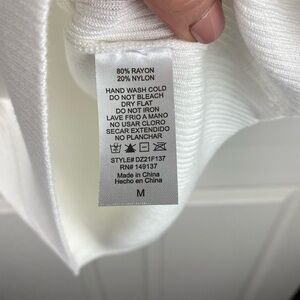 80% RAYON
20% NYLON
HAND WASH COLD
DO NOT BLEACH
DRY FLAT
DO NOT IRON
LAVE FRIO A MANO
NO USAR CLORO
SECAR EXTENDIDO
NO PLANCHAR
STYLE# DZ21F137
RN# 149137
Made in China
Hecho en China
M